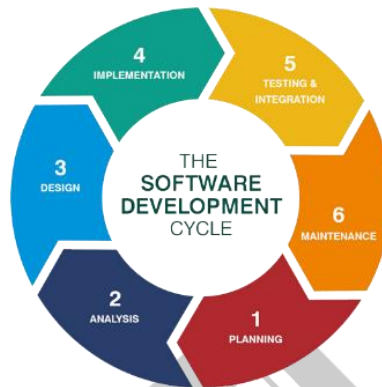 THE
SOFTWARE
DEVELOPMENT
CYCLE
1
PLANNING
2
ANALYSIS
3
DESIGN
4
IMPLEMENTATION
5
TESTING &
INTEGRATION
6
MAINTENANCE